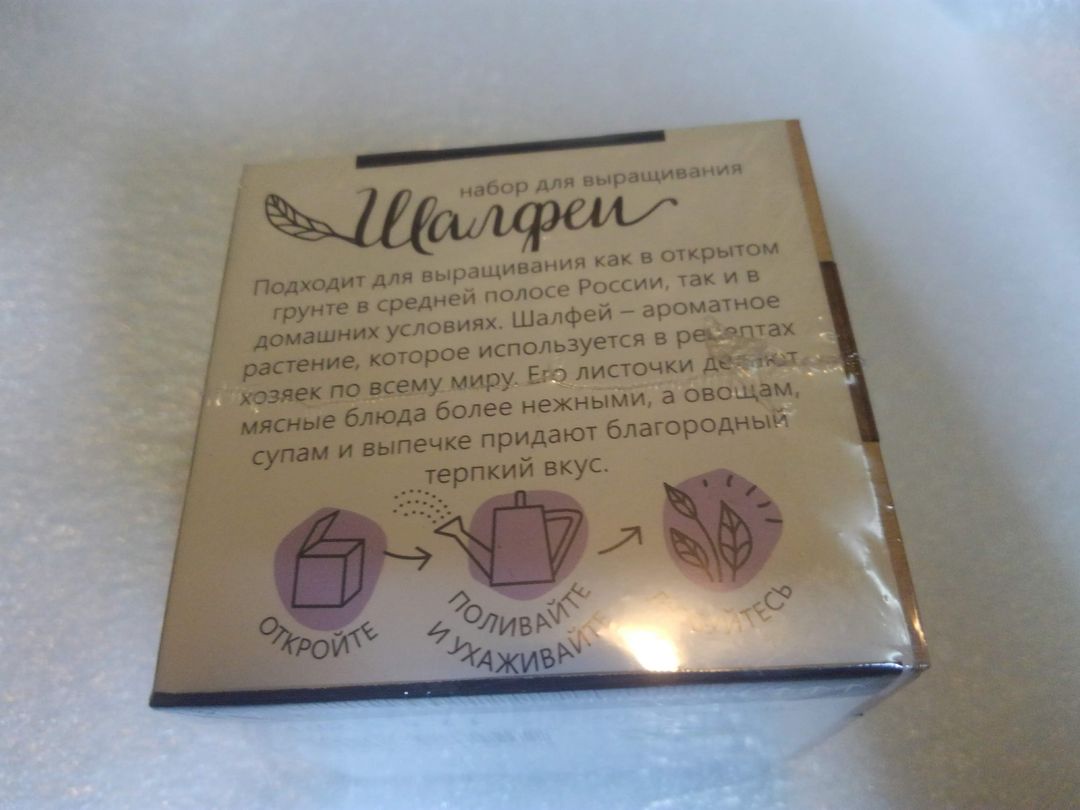 набор для выращивания
Шалфей
Подходит для выращивания как в открытом
грунте в средней полосе России, так и в
домашних условиях. Шалфей – ароматное
растение, которое используется в рецептах
хозяек по всему миру. Его листочки делают
мясные блюда более нежными, а овощам,
супам и выпечке придают благородный
терпкий вкус.
ОТКРОЙТЕ
ПОЛИВАЙТЕ
И УХАЖИВАЙТЕ